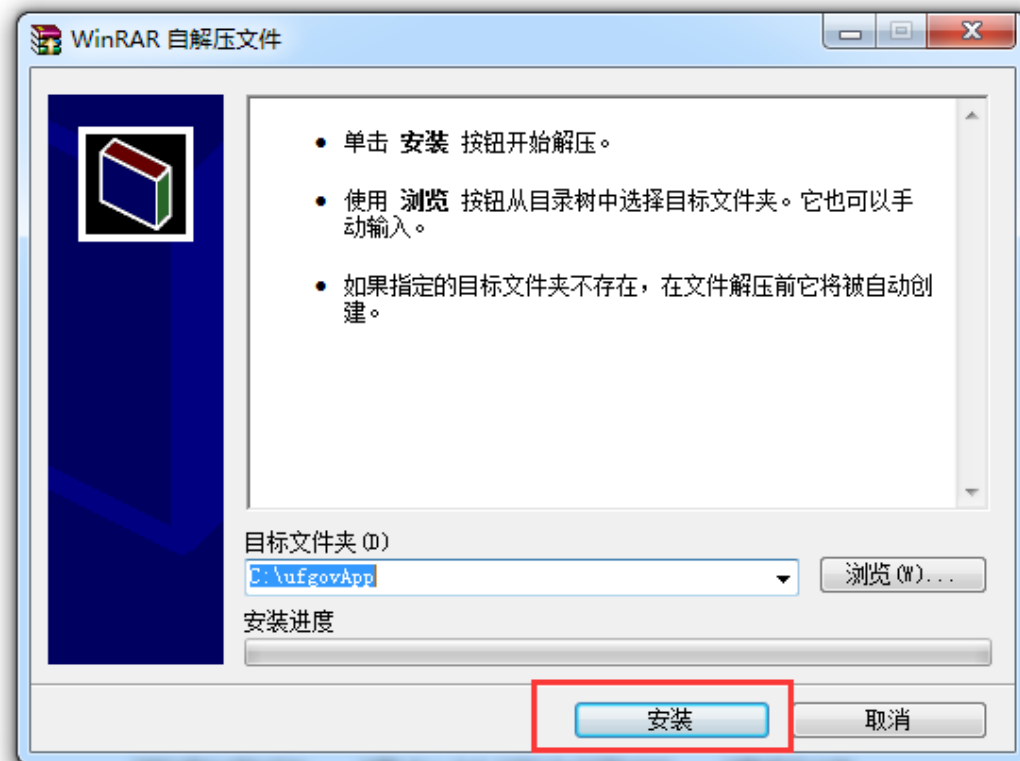 WinRAR 自解压文件
• 单击 安装 按钮开始解压。
• 使用 浏览 按钮从目录树中选择目标文件夹。它也可以手
动输入。
• 如果指定的目标文件夹不存在，在文件解压前它将被自动创
建。
目标文件夹(D)
C:\ufgovApp
浏览(W)...
安装进度
安装
取消